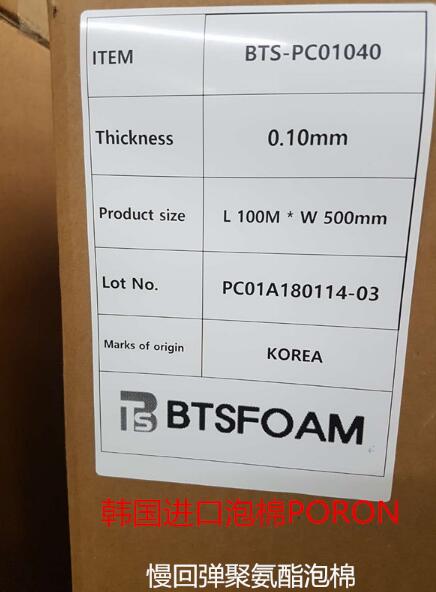 ITEM BTS-PC01040
Thickness 0.10mm
Product size L 100M * W 500mm
Lot No. PC01A180114-03
Marks of origin KOREA
BTS BTSFOAM
韩国进口泡棉PORON
慢回弹聚氨酯泡棉